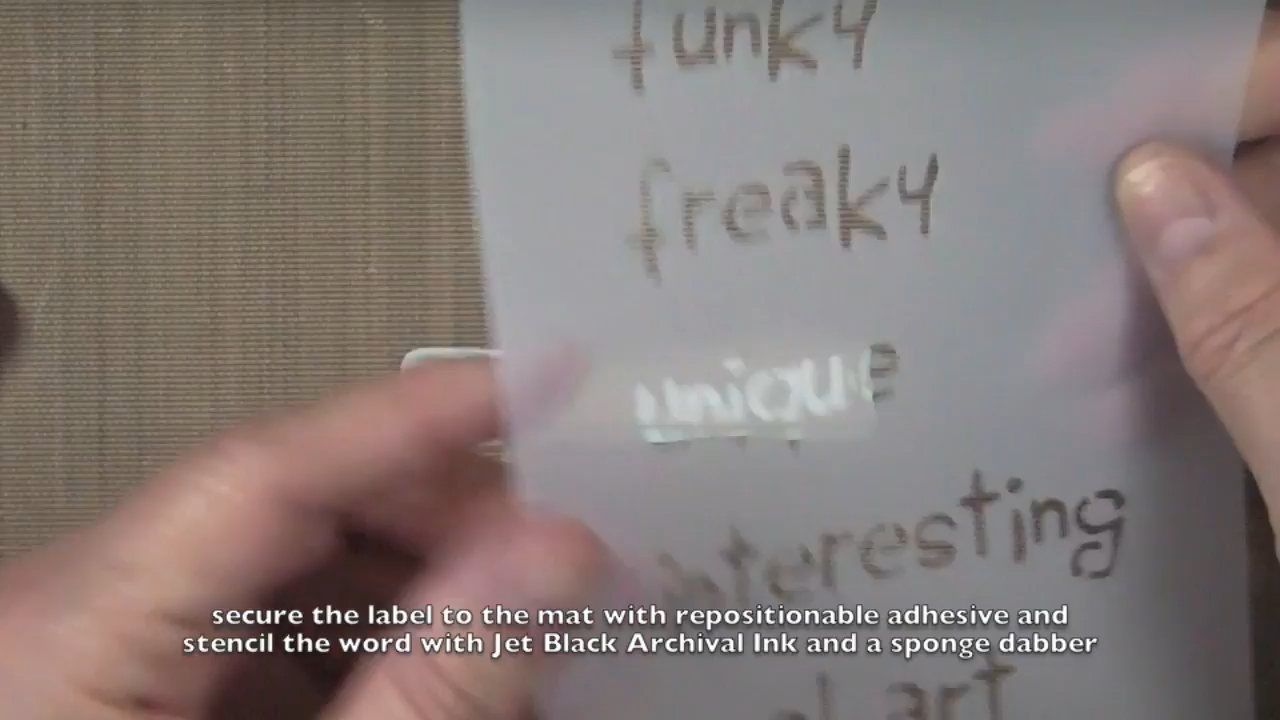 funky
freaky
unique
interesting
art
secure the label to the mat with repositionable adhesive and
stencil the word with Jet Black Archival Ink and a sponge dabber